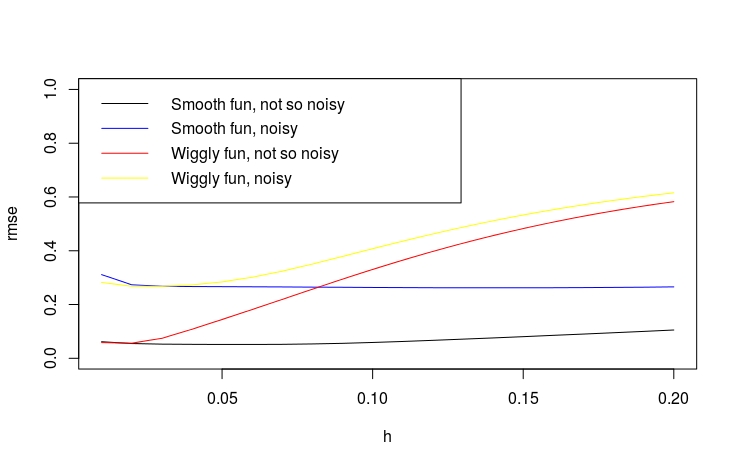 Smooth fun, not so noisy
Smooth fun, noisy
Wiggly fun, not so noisy
Wiggly fun, noisy
1.0
0.8
0.6
0.4
0.2
0.0
rmse
0.05 0.10 0.15 0.20
h